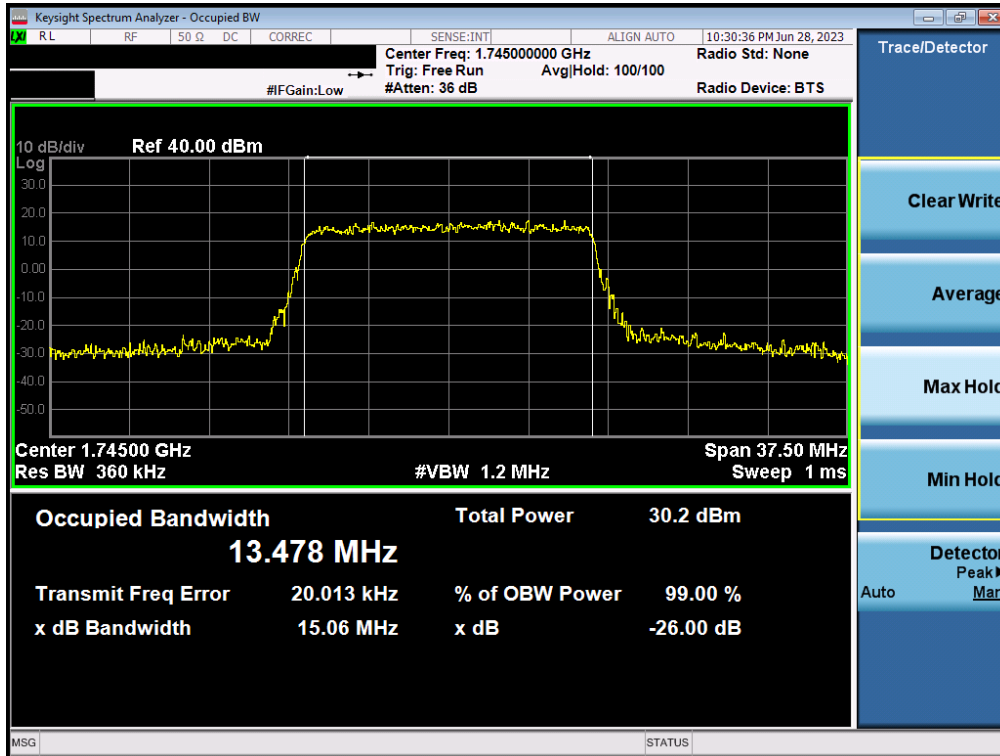 Keysight Spectrum Analyzer - Occupied BW
LXI RL RF 50 Ω DC CORREC SENSE:INT ALIGN AUTO 10:30:36 PM Jun 28, 2023
Center Freq: 1.745000000 GHz Radio Std: None
Trig: Free Run Avg|Hold: 100/100
#IFGain:Low #Atten: 36 dB Radio Device: BTS
10 dB/div Ref 40.00 dBm
Log
30.0
20.0
10.0
0.00
-10.0
-20.0
-30.0
-40.0
-50.0
Center 1.74500 GHz Span 37.50 MHz
Res BW 360 kHz #VBW 1.2 MHz Sweep 1 ms
Occupied Bandwidth Total Power 30.2 dBm
13.478 MHz
Transmit Freq Error 20.013 kHz % of OBW Power 99.00 %
x dB Bandwidth 15.06 MHz x dB -26.00 dB
MSG STATUS
Trace/Detector
Clear Write
Average
Max Hold
Min Hold
Detector
Peak
Auto Man